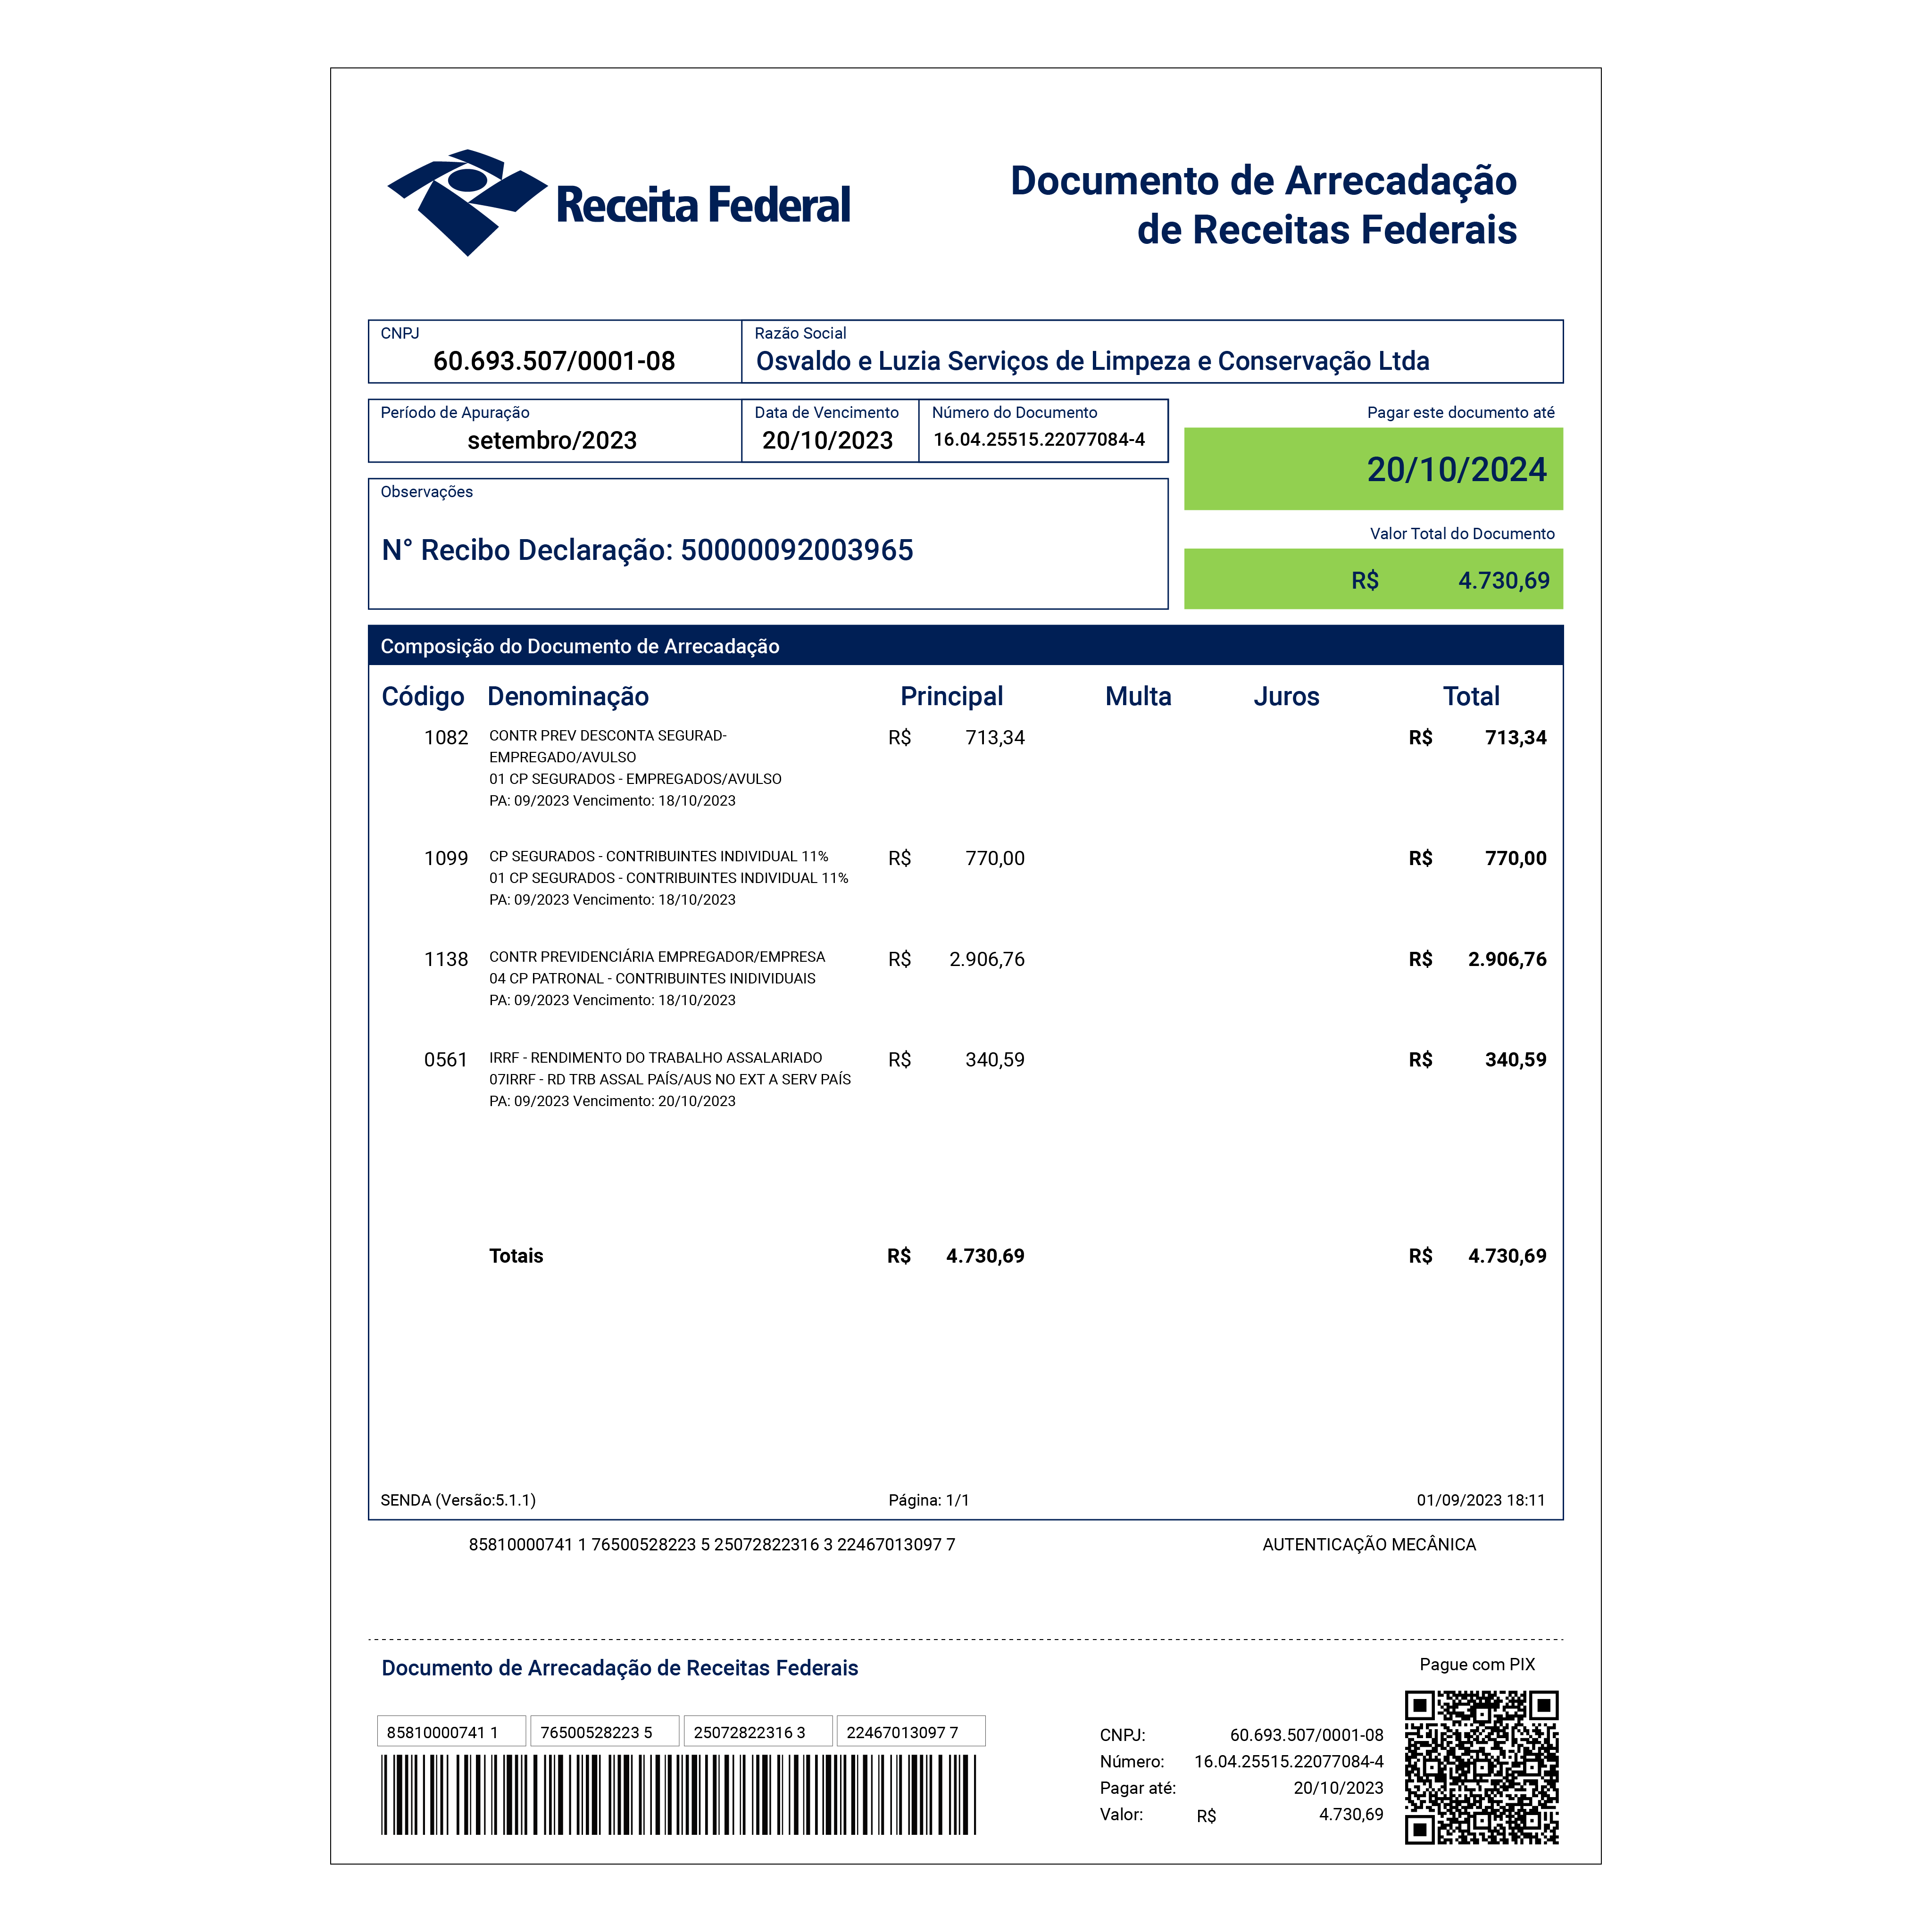 Receita Federal
Documento de Arrecadação
de Receitas Federais
CNPJ
60.693.507/0001-08
Razão Social
Osvaldo e Luzia Serviços de Limpeza e Conservação Ltda
Período de Apuração
setembro/2023
Data de Vencimento
20/10/2023
Número do Documento
16.04.25515.22077084-4
Pagar este documento até
20/10/2024
Observações
N° Recibo Declaração: 50000092003965
Valor Total do Documento
R$ 4.730,69
Composição do Documento de Arrecadação
Código Denominação Principal Multa Juros Total
1082 CONTR PREV DESCONTA SEGURAD- R$ 713,34 R$ 713,34
EMPREGADO/AVULSO
01 CP SEGURADOS - EMPREGADOS/AVULSO
PA: 09/2023 Vencimento: 18/10/2023
1099 CP SEGURADOS - CONTRIBUINTES INDIVIDUAL 11% R$ 770,00 R$ 770,00
01 CP SEGURADOS - CONTRIBUINTES INDIVIDUAL 11%
PA: 09/2023 Vencimento: 18/10/2023
1138 CONTR PREVIDENCIÁRIA EMPREGADOR/EMPRESA R$ 2.906,76 R$ 2.906,76
04 CP PATRONAL - CONTRIBUINTES INIDIVIDUAIS
PA: 09/2023 Vencimento: 18/10/2023
0561 IRRF - RENDIMENTO DO TRABALHO ASSALARIADO R$ 340,59 R$ 340,59
07IRRF - RD TRB ASSAL PAÍS/AUS NO EXT A SERV PAÍS
PA: 09/2023 Vencimento: 20/10/2023
Totais R$ 4.730,69 R$ 4.730,69
SENDA (Versão:5.1.1) Página: 1/1 01/09/2023 18:11
85810000741 1 76500528223 5 25072822316 3 22467013097 7 AUTENTICAÇÃO MECÂNICA
Documento de Arrecadação de Receitas Federais
Pague com PIX
85810000741 1 76500528223 5 25072822316 3 22467013097 7
CNPJ: 60.693.507/0001-08
Número: 16.04.25515.22077084-4
Pagar até: 20/10/2023
Valor: R$ 4.730,69